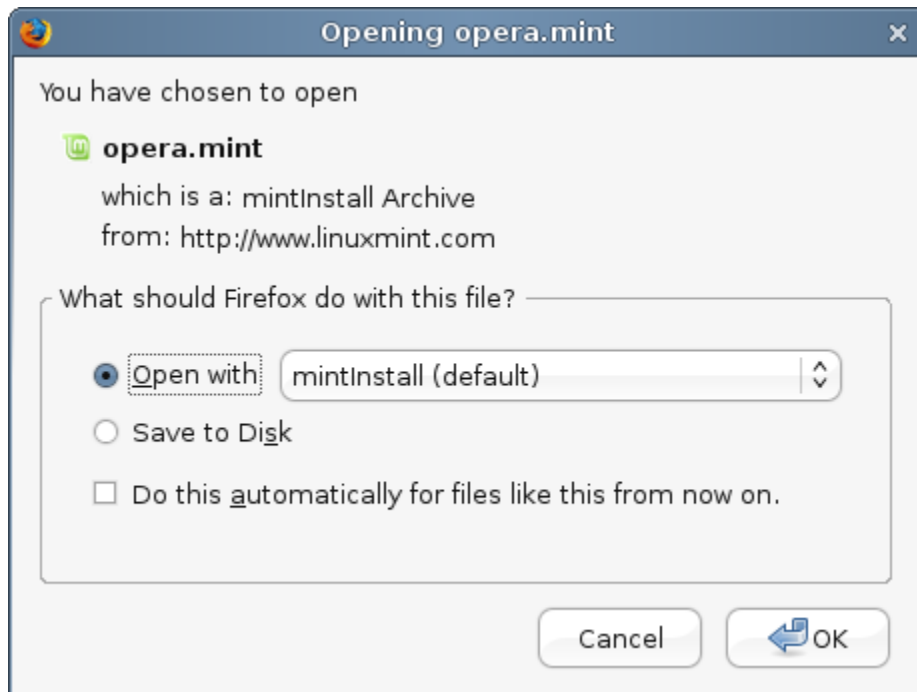 Opening opera.mint
You have chosen to open
opera.mint
which is a: mintInstall Archive
from: http://www.linuxmint.com
What should Firefox do with this file?
Open with mintInstall (default)
Save to Disk
Do this automatically for files like this from now on.
Cancel OK